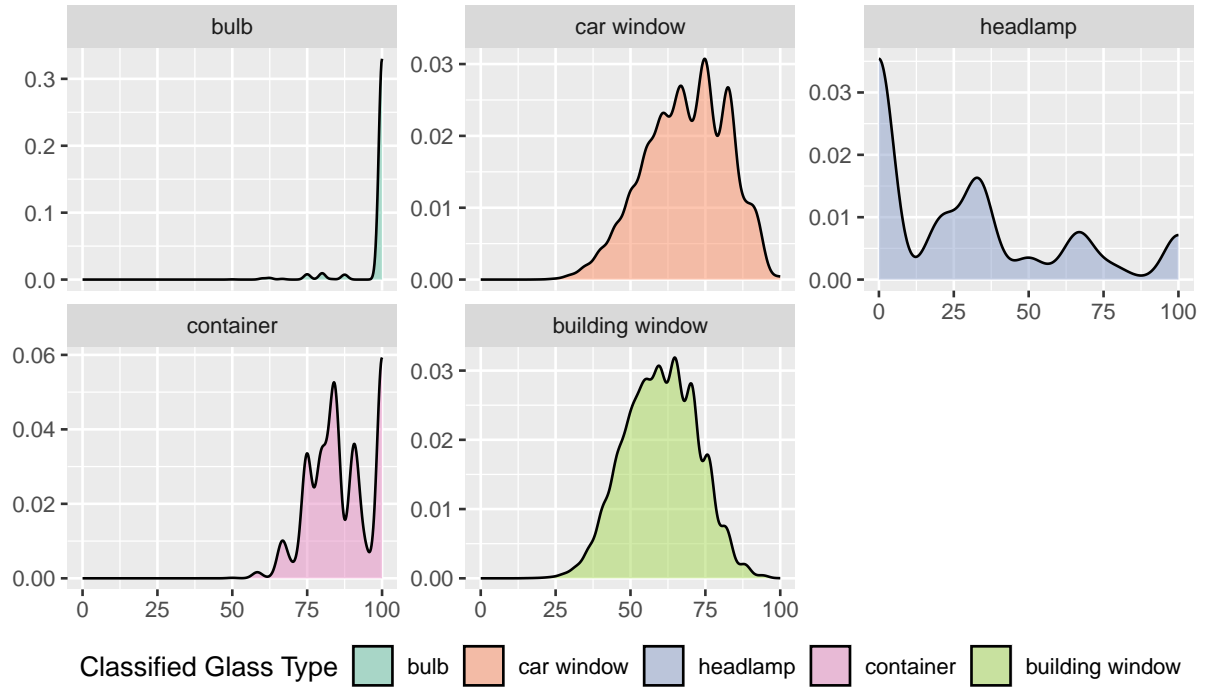 bulb
car window
headlamp
0.3
0.2
0.1
0.0
0.03
0.02
0.01
0.00
0.03
0.02
0.01
0.00
0 25 50 75 100
container
building window
0.06
0.04
0.02
0.00
0.03
0.02
0.01
0.00
0 25 50 75 100
0 25 50 75 100
Classified Glass Type bulb car window headlamp container building window